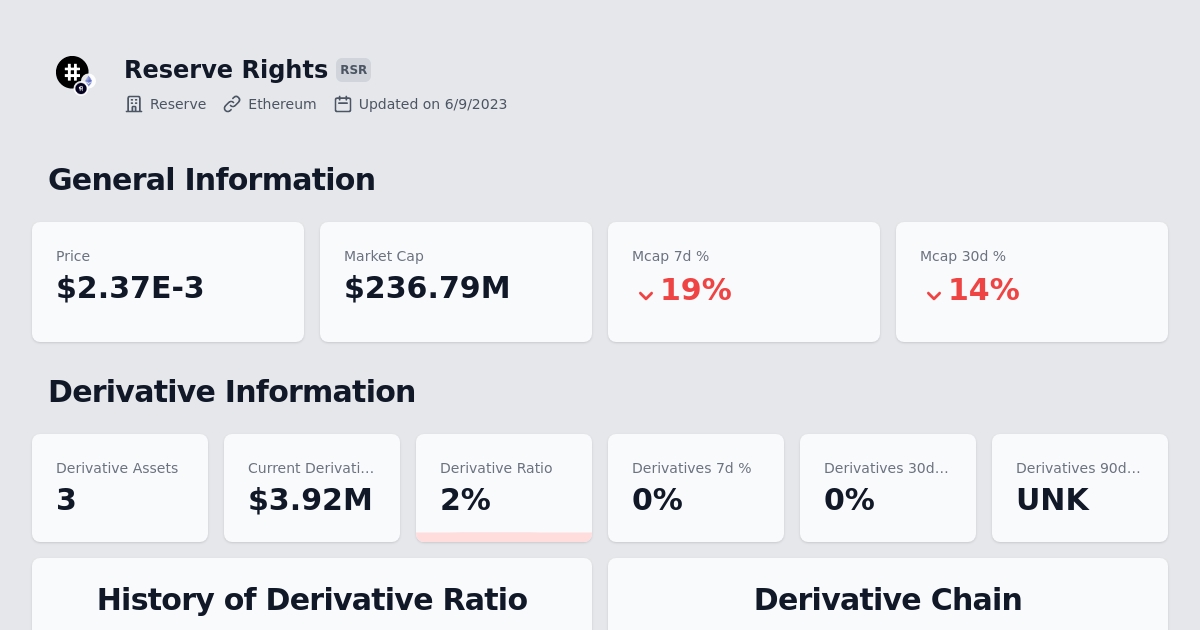 Reserve Rights RSR
Reserve Ethereum Updated on 6/9/2023
General Information
Price Market Cap Mcap 7d % Mcap 30d %
$2.37E-3 $236.79M 19% 14%
Derivative Information
Derivative Assets Current Derivati... Derivative Ratio Derivatives 7d % Derivatives 30d... Derivatives 90d...
3 $3.92M 2% 0% 0% UNK
History of Derivative Ratio Derivative Chain